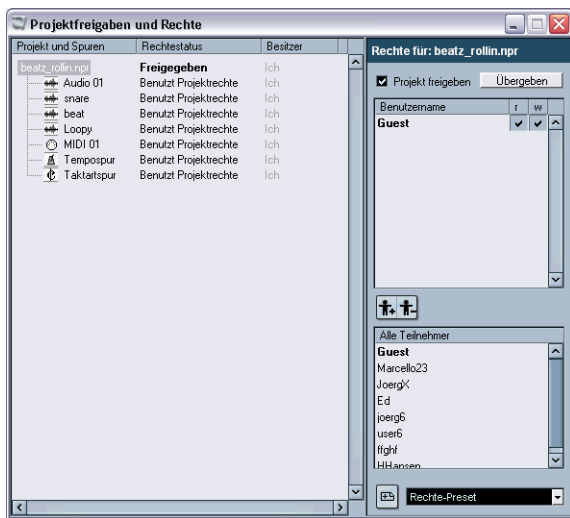 Projektfreigaben und Rechte
Projekt und Spuren Rechtestatus Besitzer
beatz_rollin.npr Freigegeben Ich
Audio 01 Benutzt Projektrechte Ich
snare Benutzt Projektrechte Ich
beat Benutzt Projektrechte Ich
Loopy Benutzt Projektrechte Ich
MIDI 01 Benutzt Projektrechte Ich
Tempospur Benutzt Projektrechte Ich
Taktartspur Benutzt Projektrechte Ich
Rechte für: beatz_rollin.npr
Projekt freigeben Übergeben
Benutzername r w
Guest
Alle Teilnehmer
Guest
Marcello23
JoergX
Ed
joerg6
user6
ffghf
HHansen
Rechte-Preset